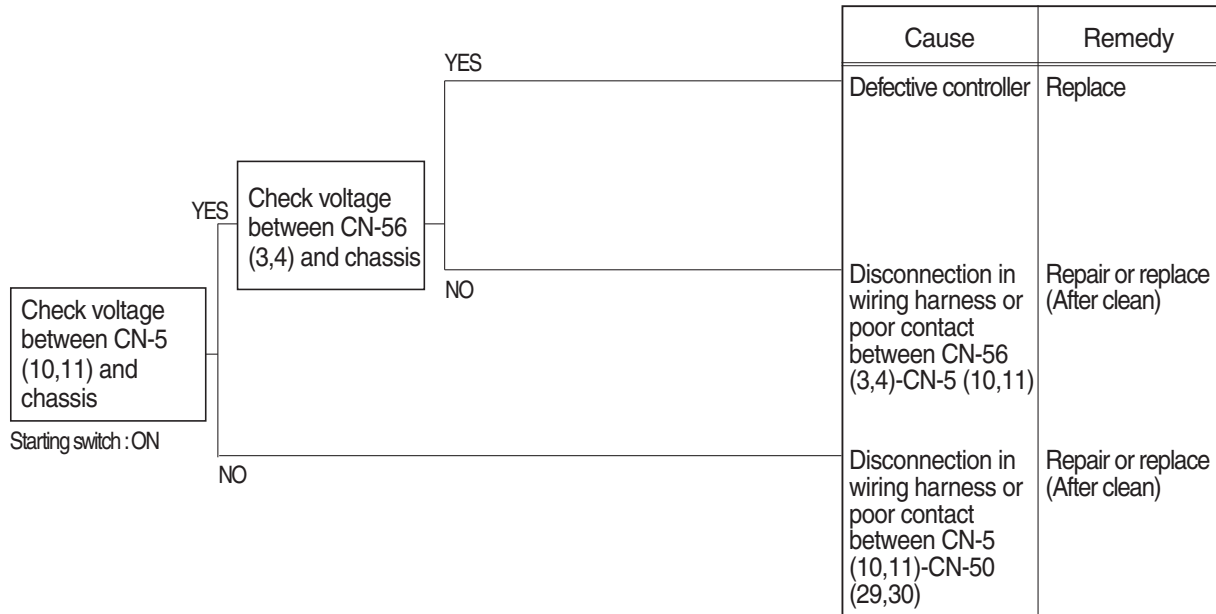 Cause
Remedy
YES
Defective controller
Replace
YES
Check voltage
between CN-56
(3,4) and chassis
NO
Disconnection in
wiring harness or
poor contact
between CN-56
(3,4)-CN-5 (10,11)
Repair or replace
(After clean)
Check voltage
between CN-5
(10,11) and
chassis
Starting switch : ON
NO
Disconnection in
wiring harness or
poor contact
between CN-5
(10,11)-CN-50
(29,30)
Repair or replace
(After clean)